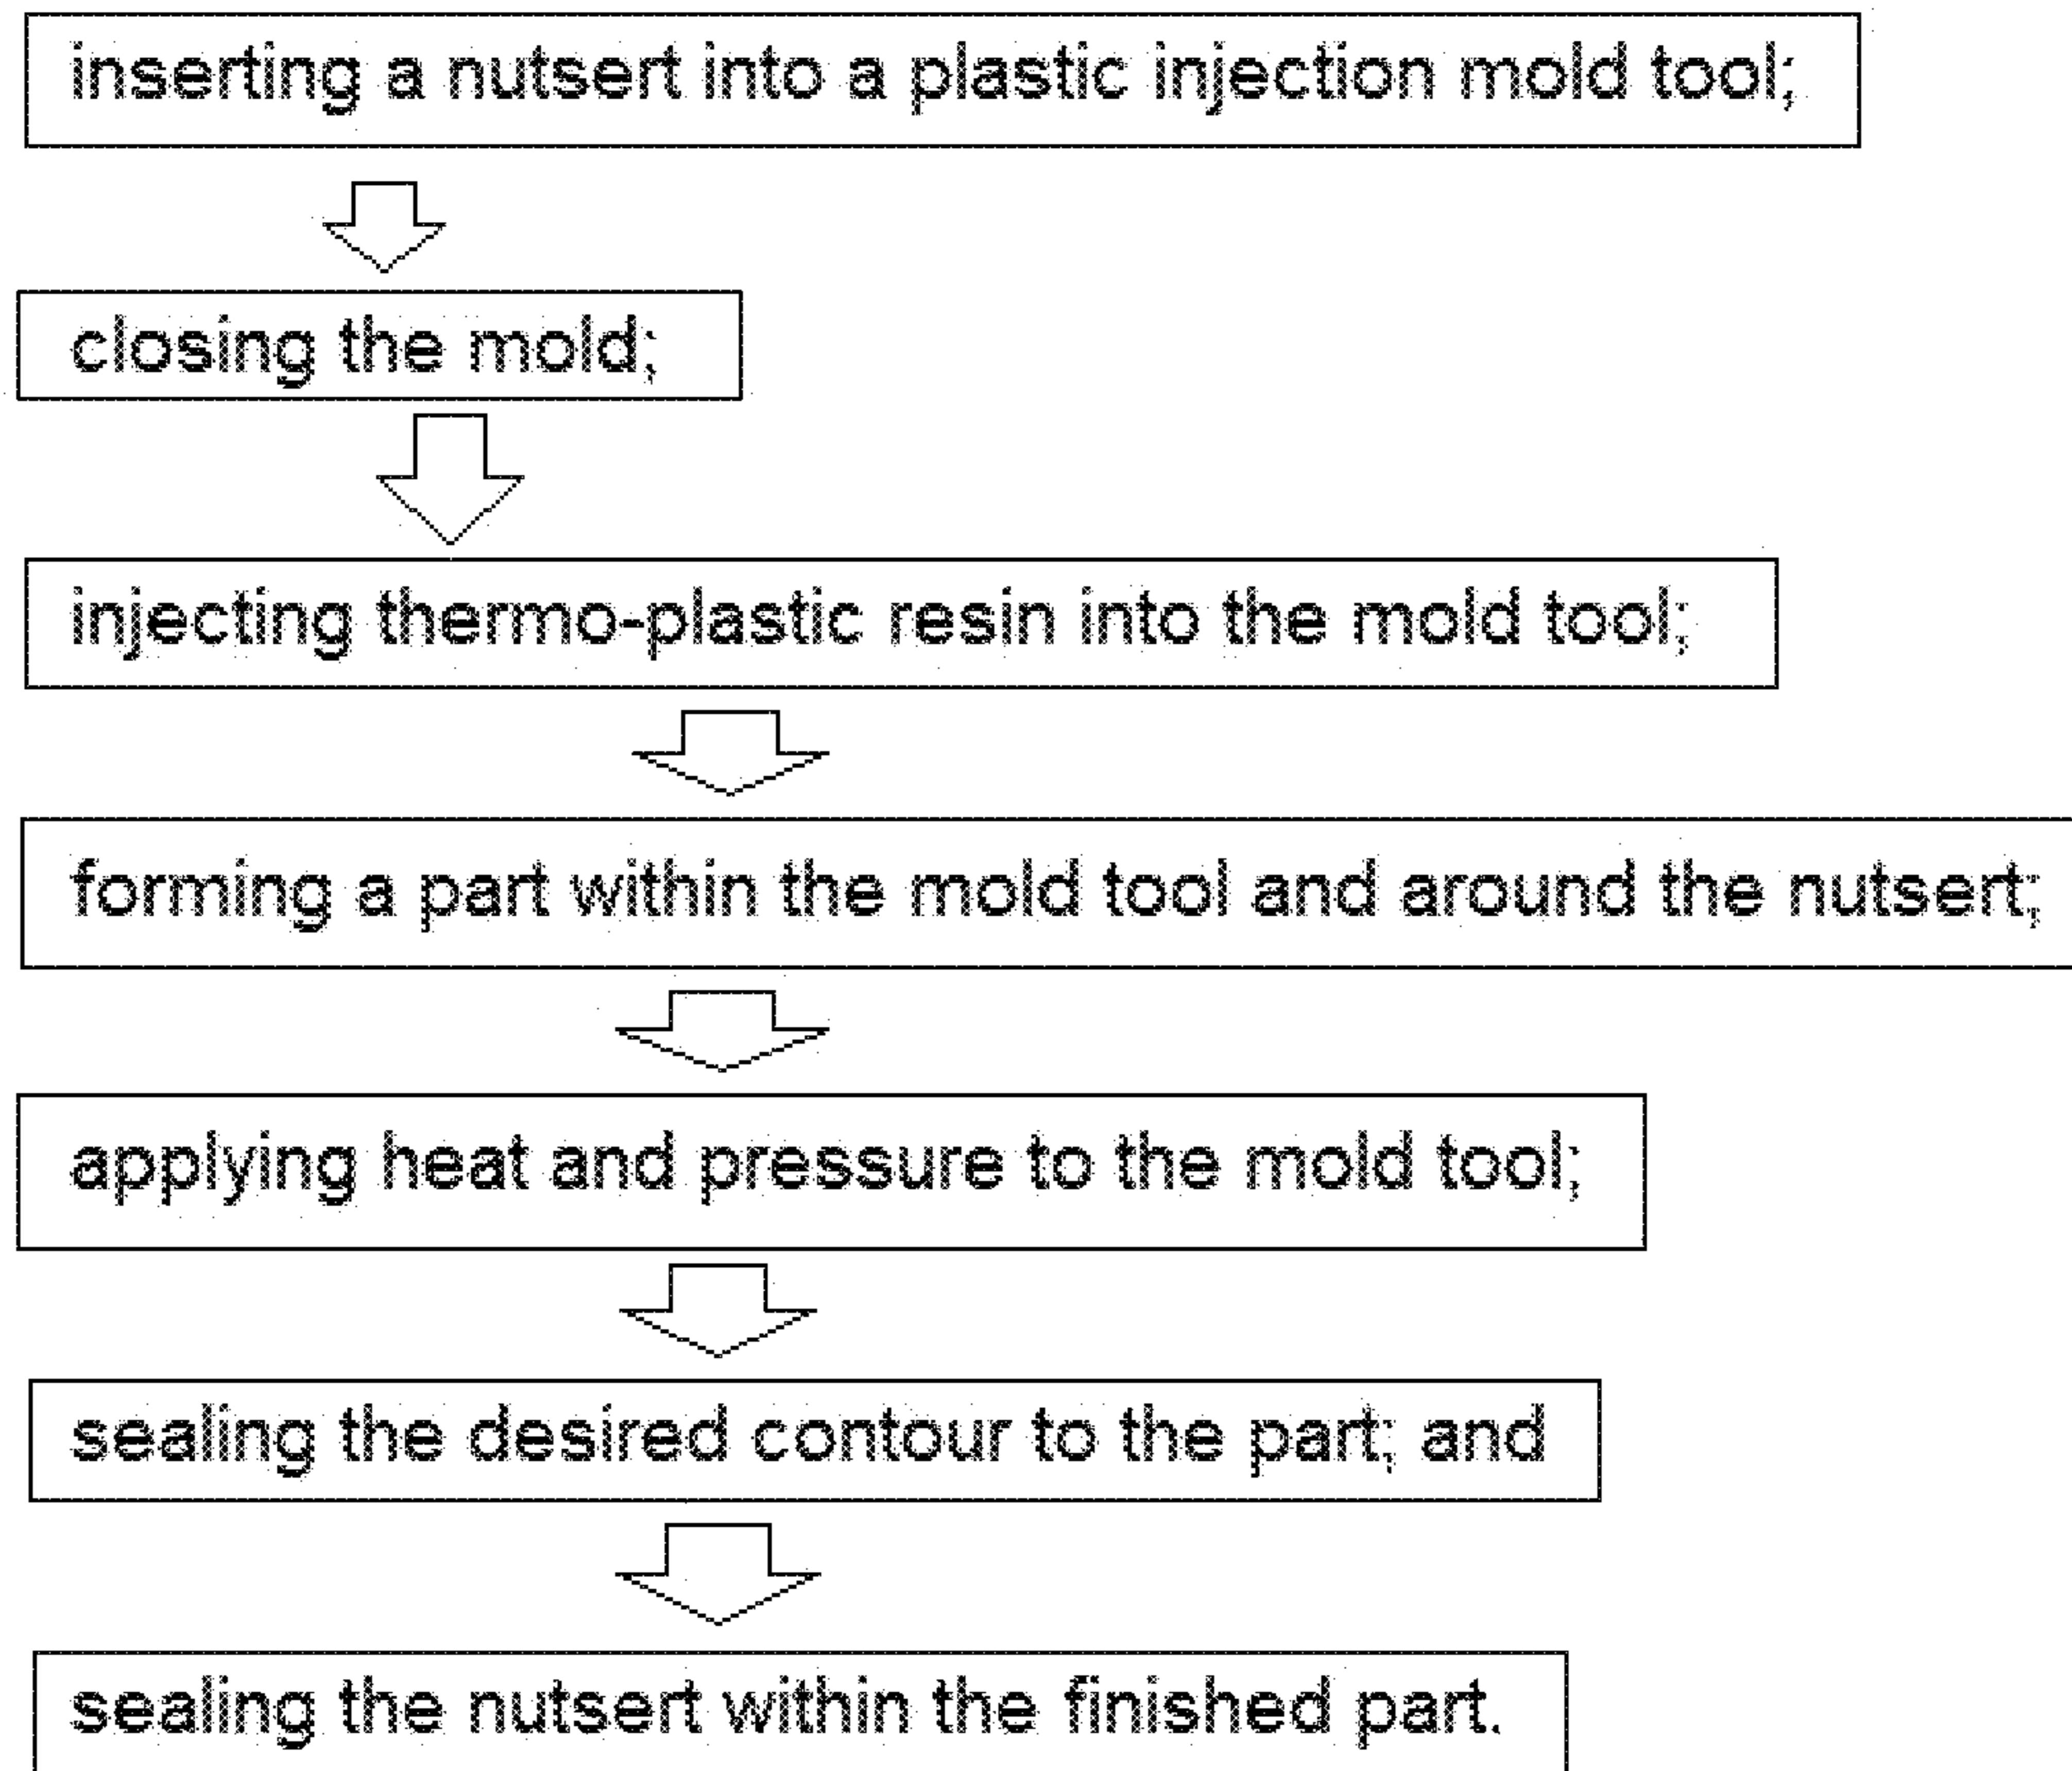 inserting a nutsert into a plastic injection mold tool;
closing the mold;
injecting thermo-plastic resin into the mold tool;
forming a part within the mold tool and around the nutsert;
applying heat and pressure to the mold tool;
sealing the desired contour to the part; and
sealing the nutsert within the finished part.